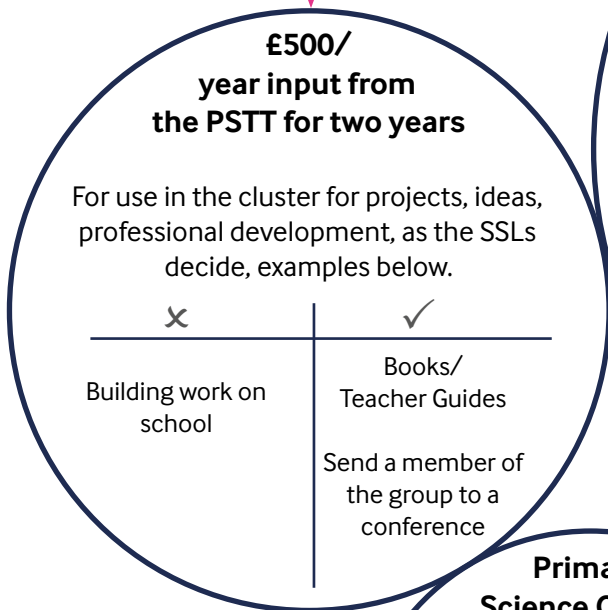 £500/
year input from
the PSTT for two years
For use in the cluster for projects, ideas,
professional development, as the SSLs
decide, examples below.
✗ ✓
Building work on
school
Books/
Teacher Guides
Send a member of
the group to a
conference
Science